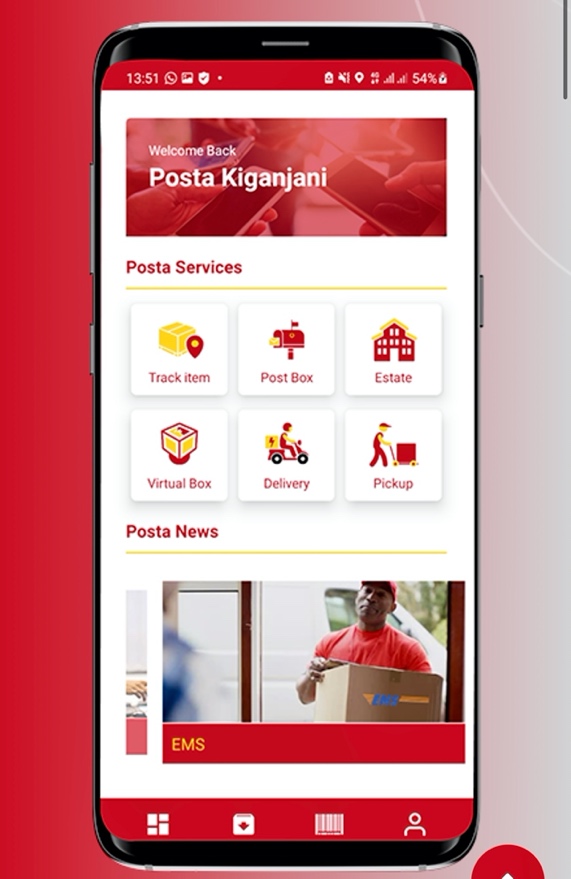 13:51 54%
Welcome Back
Posta Kiganjani
Posta Services
Track item Post Box Estate
Virtual Box Delivery Pickup
Posta News
EMS
EMS